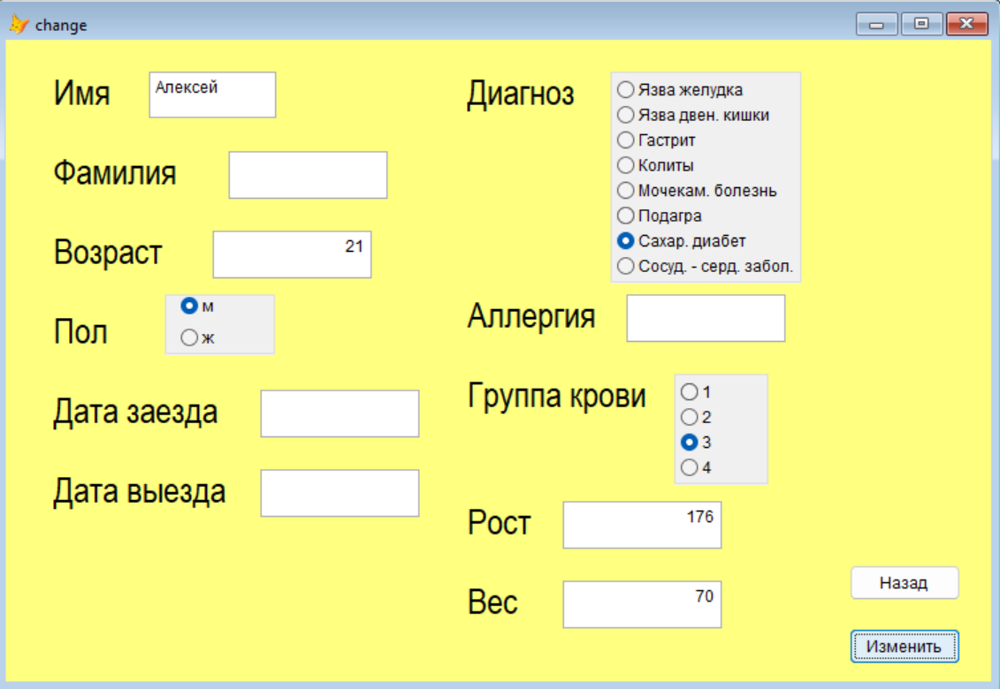 change
Имя
Алексей
Фамилия
Возраст
21
Пол
м
ж
Дата заезда
Дата выезда
Диагноз
Язва желудка
Язва двен. кишки
Гастрит
Колиты
Мочекам. болезнь
Подагра
Сахар. диабет
Сосуд. - серд. забол.
Аллергия
Группа крови
1
2
3
4
Рост
176
Вес
70
Назад
Изменить